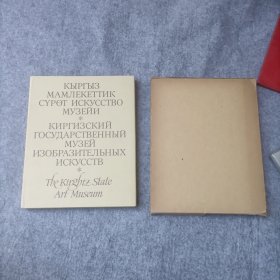 КЫРГЫЗ
МАМЛЕКЕТТИК
СҮРӨТ ИСКУССТВО
МУЗЕЙИ
*
КИРГИЗСКИЙ
ГОСУДАРСТВЕННЫЙ
МУЗЕЙ
ИЗОБРАЗИТЕЛЬНЫХ
ИСКУССТВ
*
The Kirghiz State
Art Museum